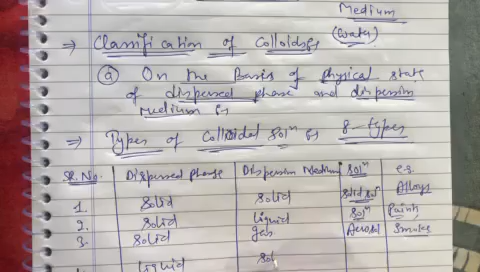 Medium
(water)
⇒ Classification of Colloids
ⓐ On the Basis of physical state
of dispersed phase and dispersion
Medium is
⇒ Types of Colloidal Solⁿ is 8-types
Sr. No. Dispersed phase Dispersion Medium Solⁿ e.g.
1. Solid Solid Solid Sol Alloys
2. Solid liquid Solⁿ Paints
3. Solid gas Aerosol Smokes
liquid Sol